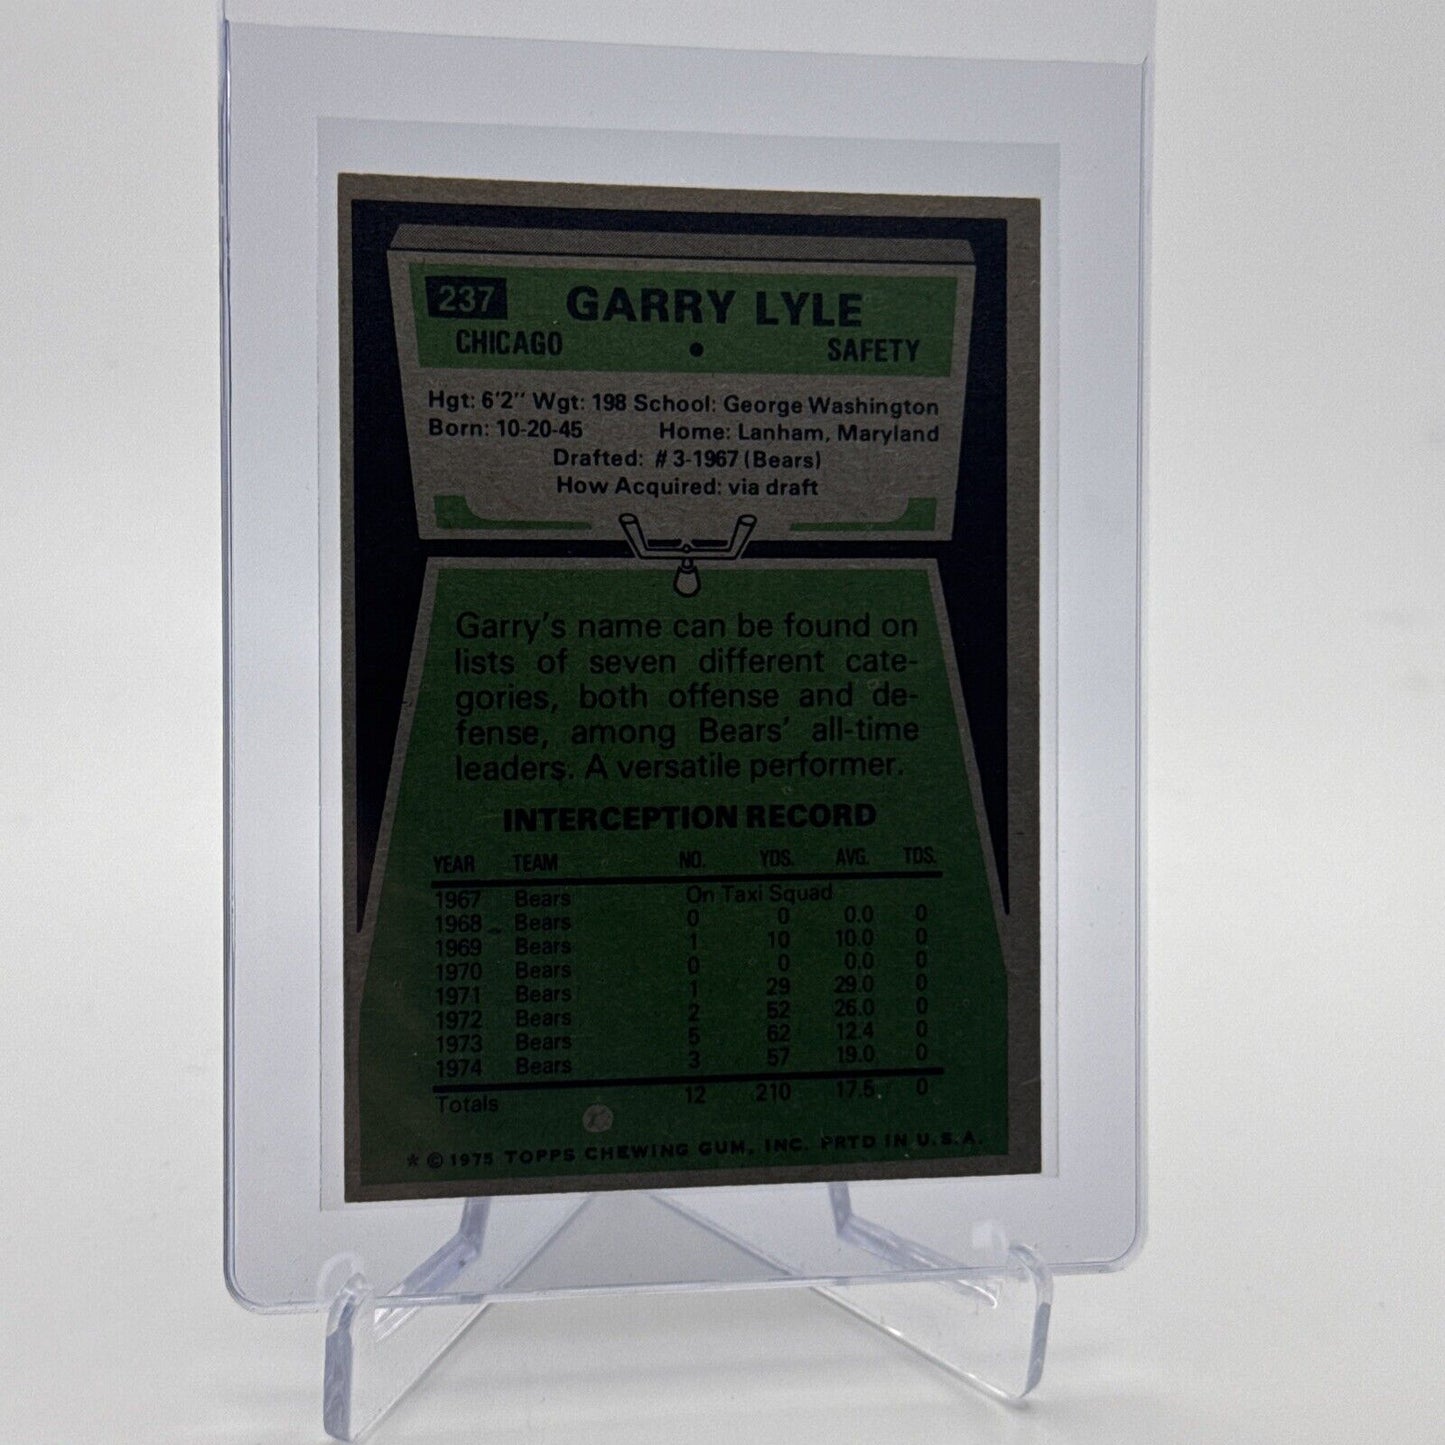 237 GARRY LYLE
CHICAGO • SAFETY
Hgt: 6'2" Wgt: 198 School: George Washington
Born: 10-20-45 Home: Lanham, Maryland
Drafted: #3-1967 (Bears)
How Acquired: via draft
Garry's name can be found on
lists of seven different cate-
gories, both offense and de-
fense, among Bears' all-time
leaders. A versatile performer.
INTERCEPTION RECORD
YEAR TEAM NO. YDS. AVG. TDS.
1967 Bears On Taxi Squad
1968 Bears 0 0 0.0 0
1969 Bears 1 10 10.0 0
1970 Bears 0 0 0.0 0
1971 Bears 1 29 29.0 0
1972 Bears 2 52 26.0 0
1973 Bears 5 62 12.4 0
1974 Bears 3 57 19.0 0
Totals 12 210 17.5 0
* © 1975 TOPPS CHEWING GUM, INC. PRTD IN U.S.A.